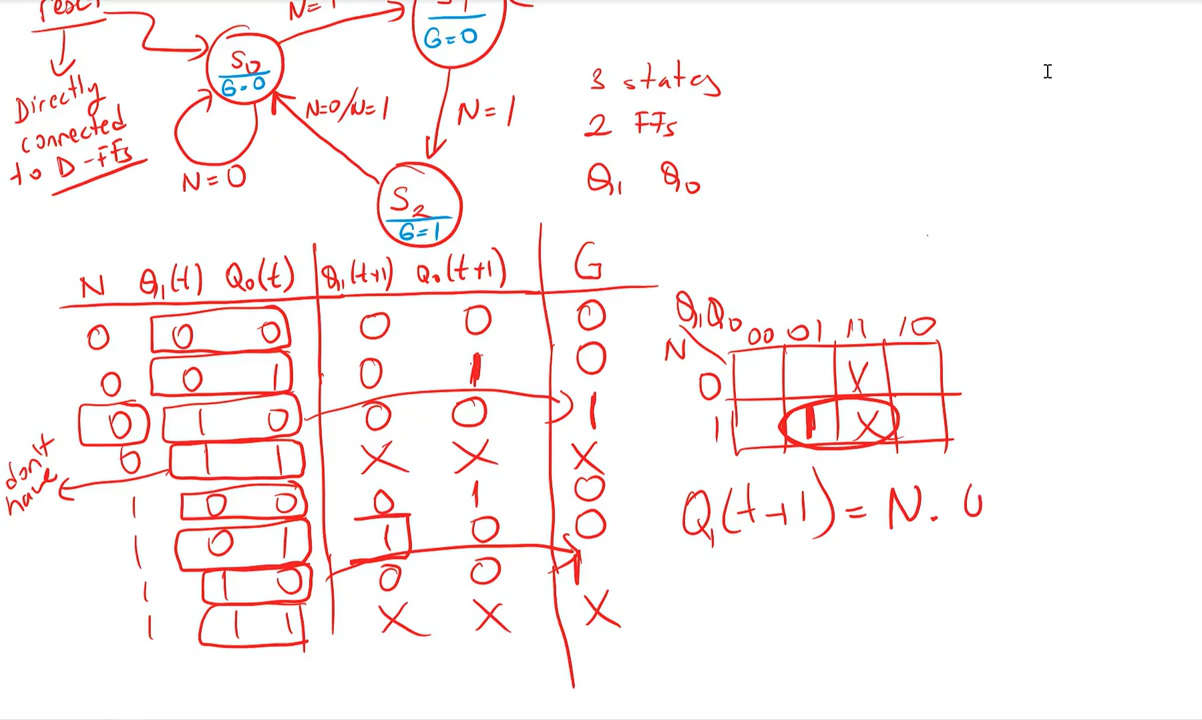 reset
N=1
S1
G=0
S0
G=0
Directly
connected
to D-FFs
N=0/N=1
N=1
N=0
S2
G=1
3 states
2 FFs
Q1 Q0
N Q1(t) Q0(t) Q1(t+1) Q0(t+1) G
0 0 0 0 0 0
0 0 1 0 1 0
0 1 0 0 0 1
0 1 1 X X X
1 0 0 0 1 0
1 0 1 1 0 0
1 1 0 0 0 1
1 1 1 X X X
don't
have
Q1Q0
N
00 01 11 10
0 X
1 1 X
Q1(t+1) = N.